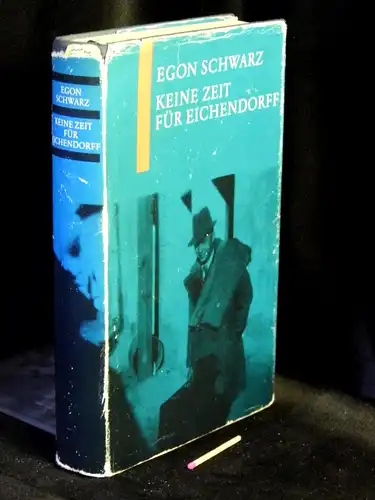 EGON
SCHWARZ
KEINE ZEIT
FÜR
EICHENDORFF
EGON SCHWARZ
KEINE ZEIT
FÜR EICHENDORFF